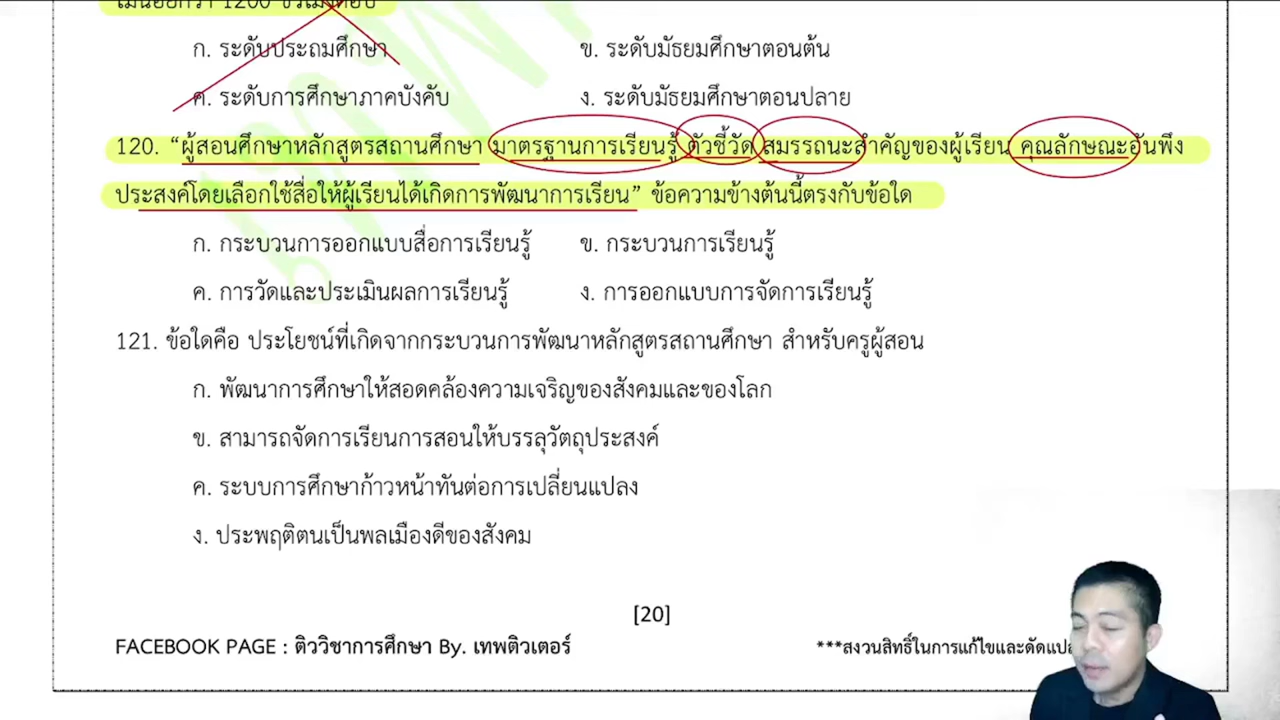 ไม่น้อยกว่า 1200 ชั่วโมงต่อปี
ก. ระดับประถมศึกษา ข. ระดับมัธยมศึกษาตอนต้น
ค. ระดับการศึกษาภาคบังคับ ง. ระดับมัธยมศึกษาตอนปลาย
120. “ผู้สอนศึกษาหลักสูตรสถานศึกษา มาตรฐานการเรียนรู้ ตัวชี้วัด สมรรถนะสำคัญของผู้เรียน คุณลักษณะอันพึง
ประสงค์โดยเลือกใช้สื่อให้ผู้เรียนได้เกิดการพัฒนาการเรียน” ข้อความข้างต้นนี้ตรงกับข้อใด
ก. กระบวนการออกแบบสื่อการเรียนรู้ ข. กระบวนการเรียนรู้
ค. การวัดและประเมินผลการเรียนรู้ ง. การออกแบบการจัดการเรียนรู้
121. ข้อใดคือ ประโยชน์ที่เกิดจากกระบวนการพัฒนาหลักสูตรสถานศึกษา สำหรับครูผู้สอน
ก. พัฒนาการศึกษาให้สอดคล้องความเจริญของสังคมและของโลก
ข. สามารถจัดการเรียนการสอนให้บรรลุวัตถุประสงค์
ค. ระบบการศึกษาก้าวหน้าทันต่อการเปลี่ยนแปลง
ง. ประพฤติตนเป็นพลเมืองดีของสังคม
[20]
FACEBOOK PAGE : ติววิชาการศึกษา By. เทพติวเตอร์ ***สงวนสิทธิ์ในการแก้ไขและดัดแปล